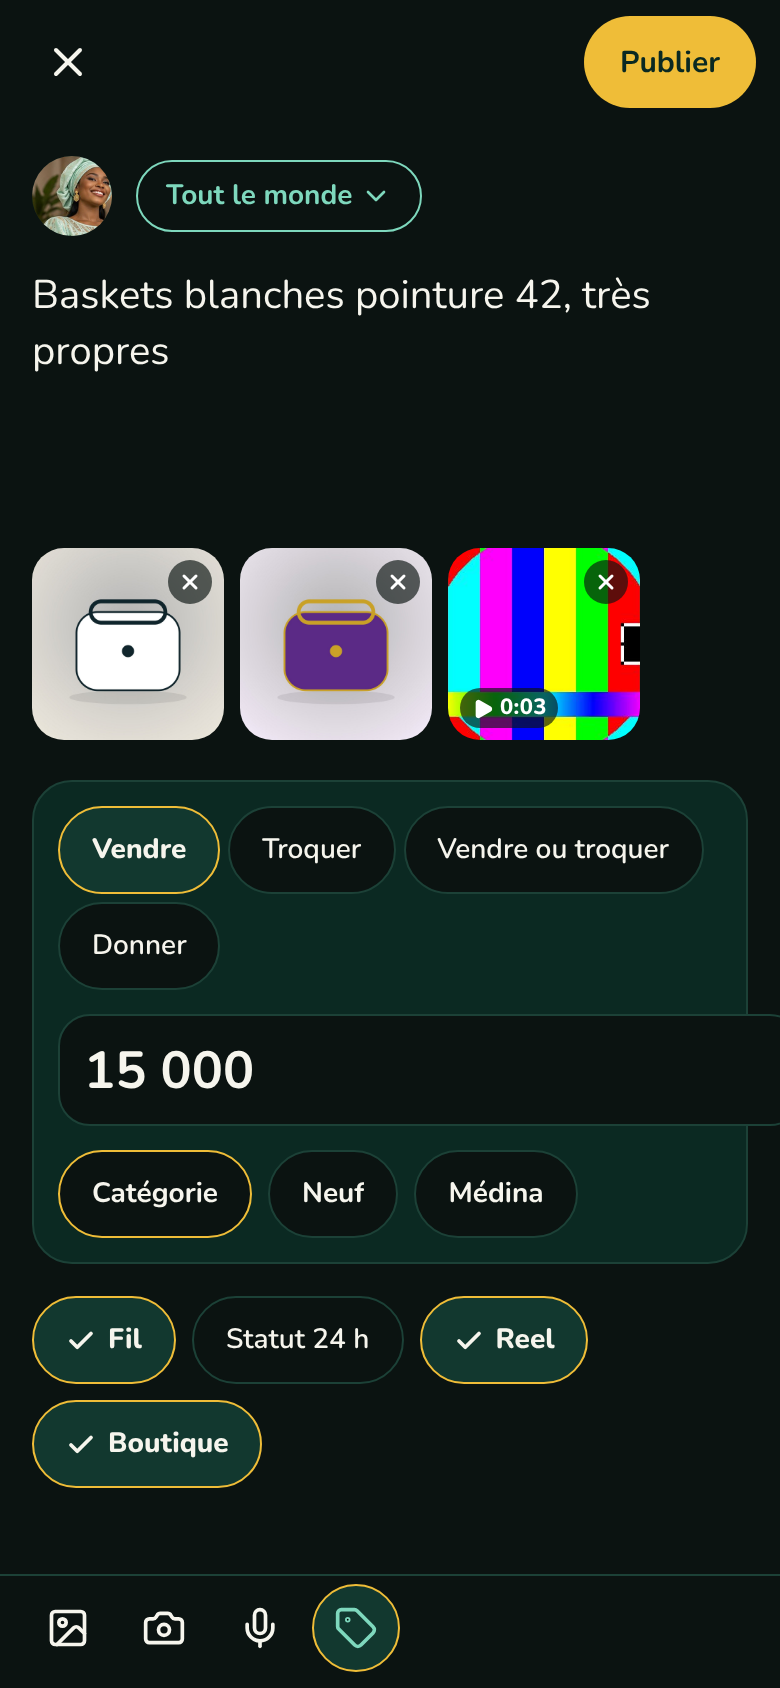 Publier
Tout le monde
Baskets blanches pointure 42, très
propres
0:03
Vendre
Troquer
Vendre ou troquer
Donner
15 000
Catégorie
Neuf
Médina
Fil
Statut 24 h
Reel
Boutique